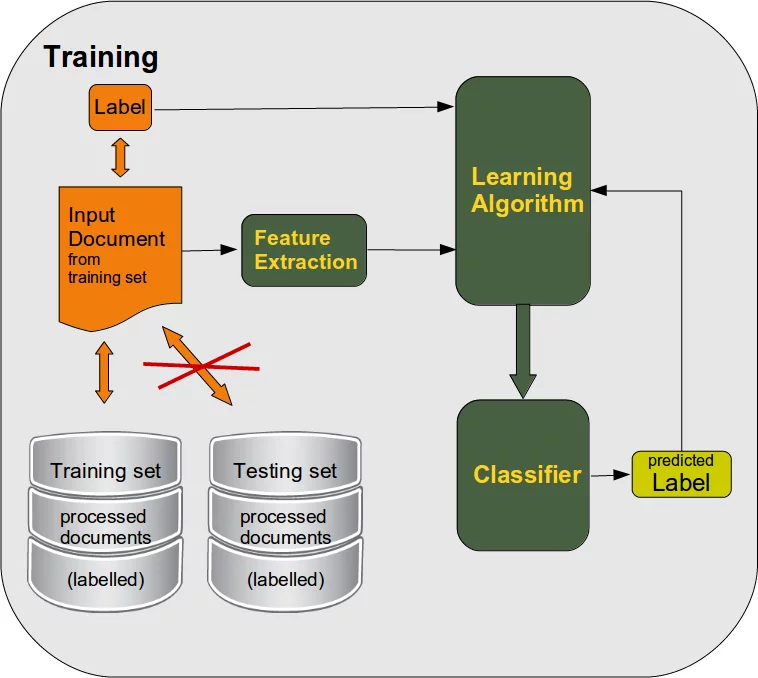 Training
Label
Input
Document
from
training set
Feature
Extraction
Learning
Algorithm
Classifier
predicted
Label
Training set
processed
documents
(labelled)
Testing set
processed
documents
(labelled)